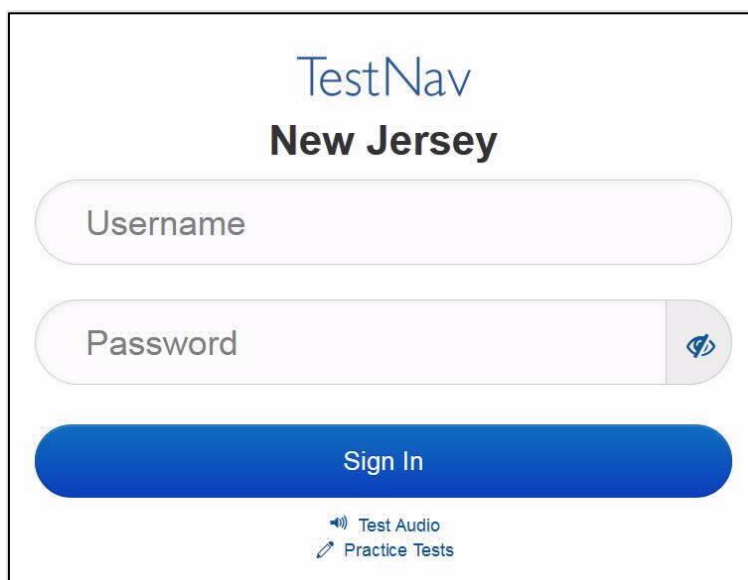 TestNav
New Jersey
Username
Password
Sign In
Test Audio
Practice Tests